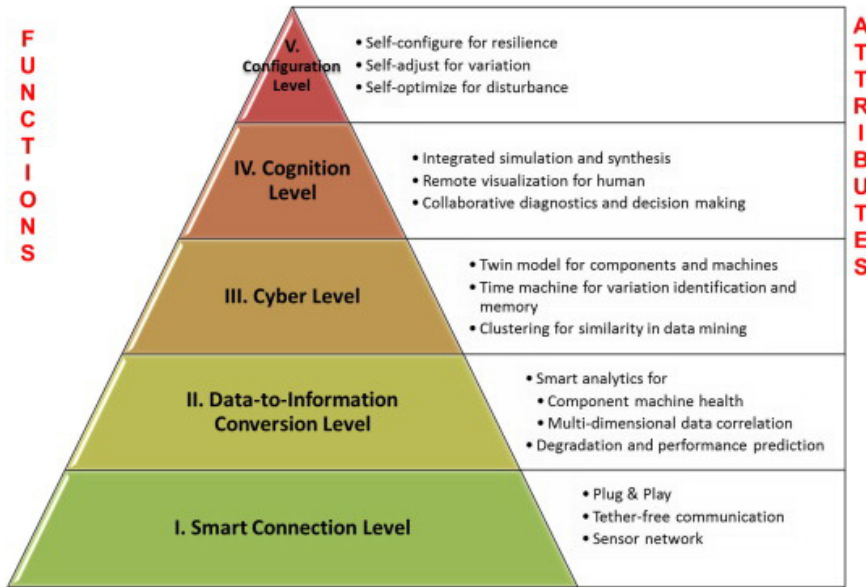 FUNCTIONS
ATTRIBUTES
V.
Configuration
Level
• Self-configure for resilience
• Self-adjust for variation
• Self-optimize for disturbance
IV. Cognition
Level
• Integrated simulation and synthesis
• Remote visualization for human
• Collaborative diagnostics and decision making
III. Cyber Level
• Twin model for components and machines
• Time machine for variation identification and
memory
• Clustering for similarity in data mining
II. Data-to-Information
Conversion Level
• Smart analytics for
• Component machine health
• Multi-dimensional data correlation
• Degradation and performance prediction
I. Smart Connection Level
• Plug & Play
• Tether-free communication
• Sensor network